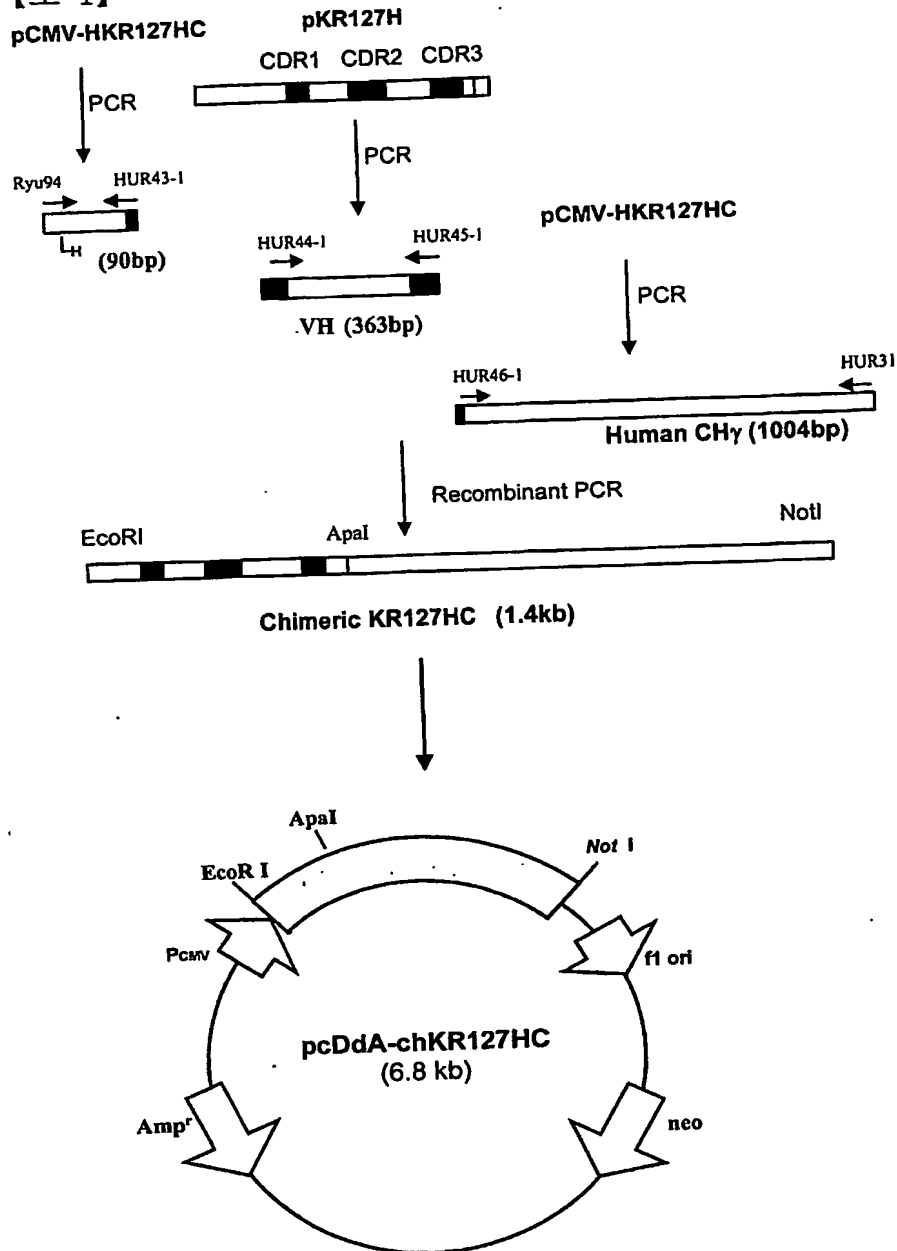 pCMV-HKR127HC
PCR
Ryu94
HUR43-1
LH
(90bp)
pKR127H
CDR1
CDR2
CDR3
PCR
HUR44-1
HUR45-1
VH (363bp)
pCMV-HKR127HC
PCR
HUR46-1
HUR31
Human CHγ (1004bp)
Recombinant PCR
EcoRI
ApaI
NotI
Chimeric KR127HC (1.4kb)
ApaI
EcoR I
Not I
PCMV
f1 ori
pcDdA-chKR127HC
(6.8 kb)
Ampr
neo